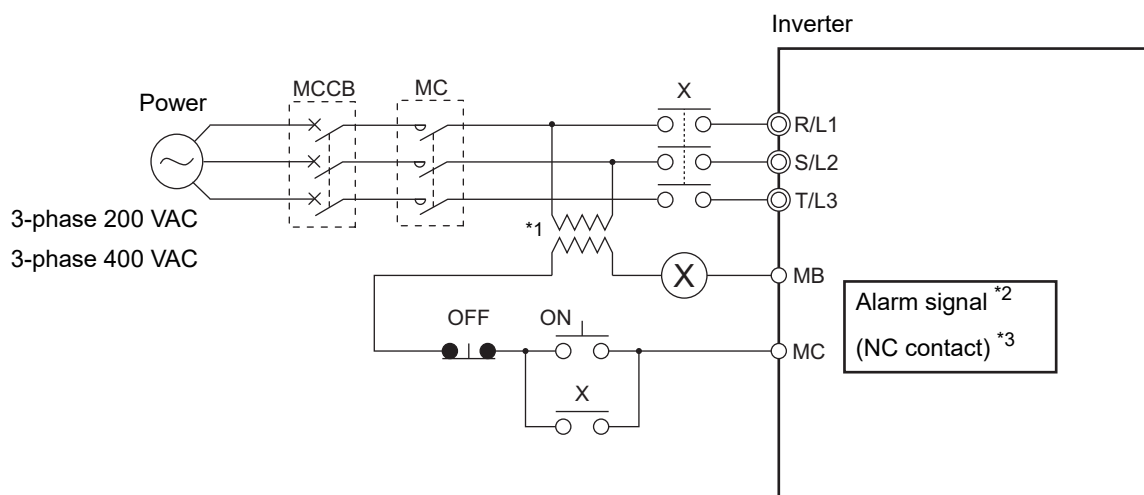 Inverter
MCCB
MC
X
Power
R/L1
S/L2
T/L3
3-phase 200 VAC
3-phase 400 VAC
*1
X
MB
Alarm signal *2
(NC contact) *3
OFF
ON
MC
X